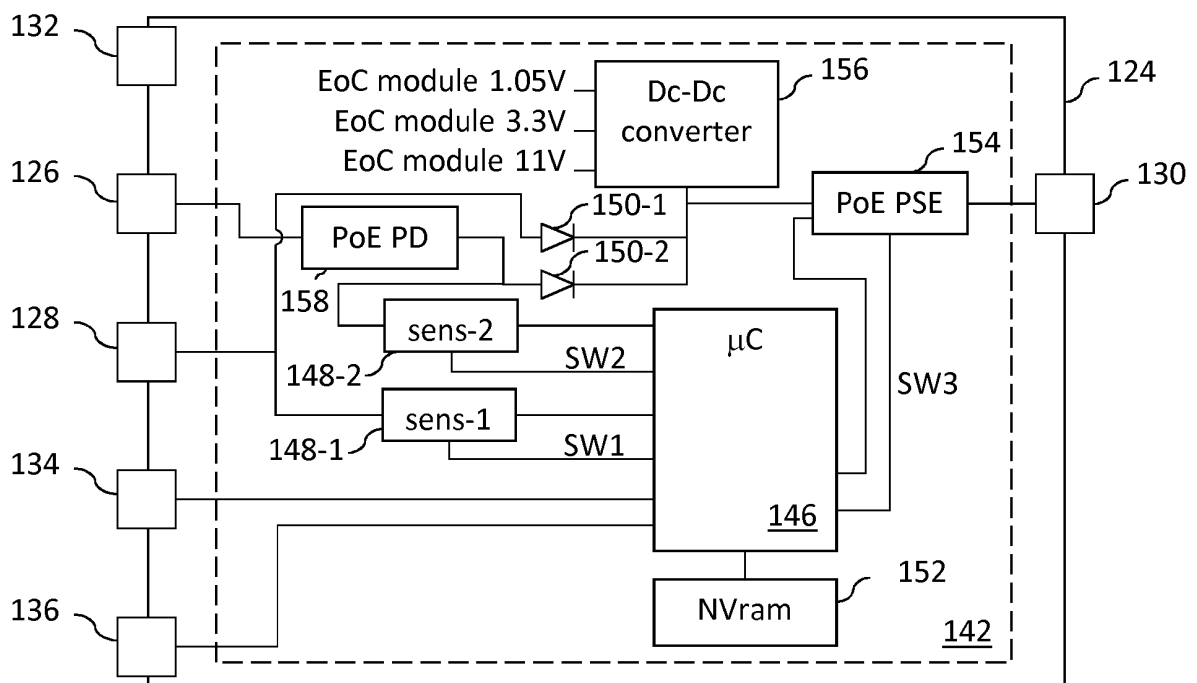 132
EoC module 1.05V
EoC module 3.3V
EoC module 11V
Dc-Dc
converter
156
124
154
126
150-1
PoE PSE
130
PoE PD
150-2
158
128
sens-2
µC
148-2
SW2
SW3
sens-1
148-1
SW1
134
146
152
NVram
136
142